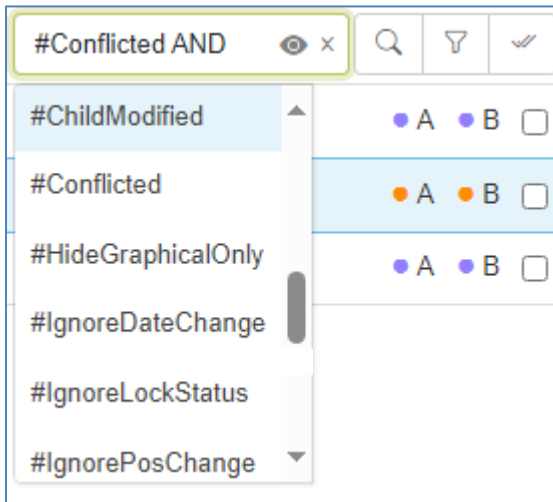 #Conflicted AND
#ChildModified
A B
#Conflicted
A B
#HideGraphicalOnly
A B
#IgnoreDateChange
#IgnoreLockStatus
#IgnorePosChange